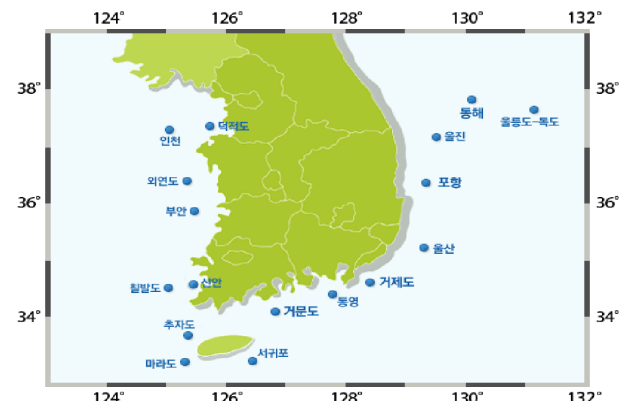 124°
126°
128°
130°
132°
38°
38°
동해
울릉도-독도
덕적도
인천
울진
외연도
포항
36°
36°
부안
울산
칠발도
신안
거제도
통영
거문도
34°
34°
추자도
서귀포
마라도
124°
126°
128°
130°
132°